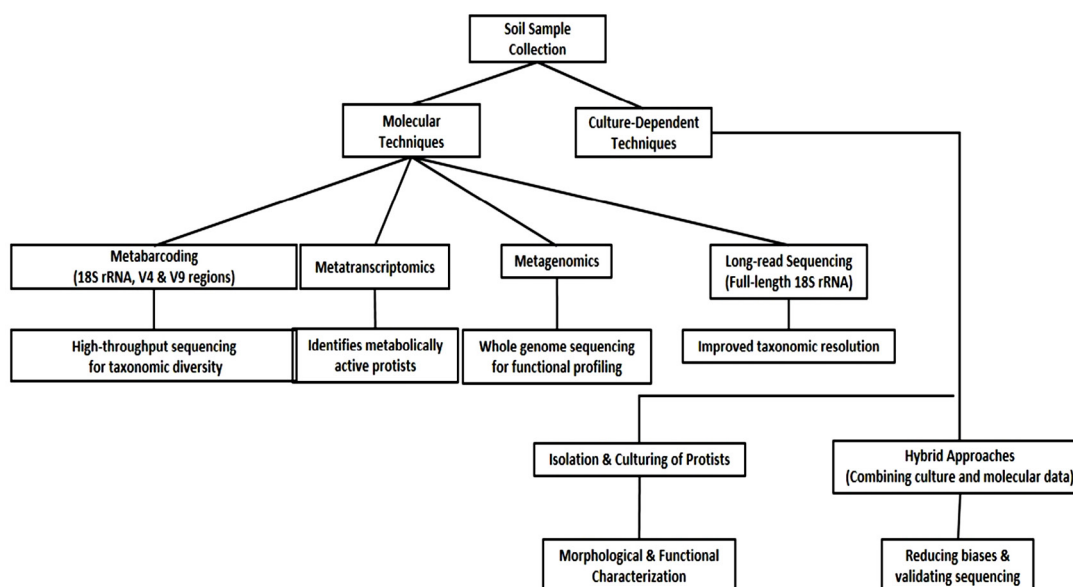 Soil Sample
Collection
Molecular
Techniques
Culture-Dependent
Techniques
Metabarcoding
(18S rRNA, V4 & V9 regions)
Metatranscriptomics
Metagenomics
Long-read Sequencing
(Full-length 18S rRNA)
High-throughput sequencing
for taxonomic diversity
Identifies metabolically
active protists
Whole genome sequencing
for functional profiling
Improved taxonomic resolution
Isolation & Culturing of Protists
Hybrid Approaches
(Combining culture and molecular data)
Morphological & Functional
Characterization
Reducing biases &
validating sequencing